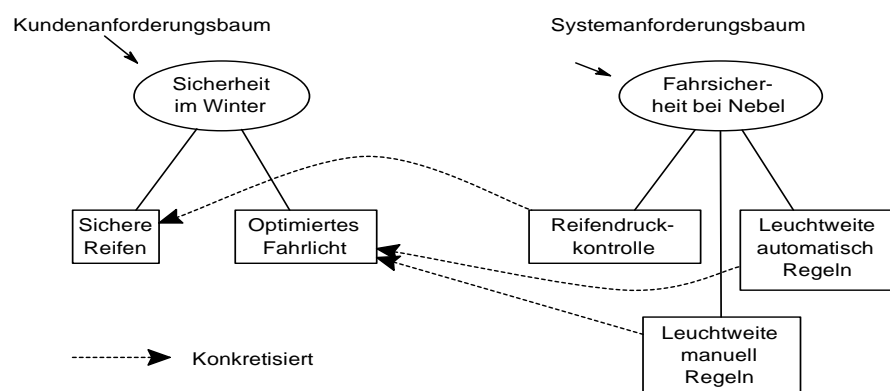 Kundenanforderungsbaum
Systemanforderungsbaum
Sicherheit
im Winter
Fahrsicher-
heit bei Nebel
Sichere
Reifen
Optimiertes
Fahrlicht
Reifendruck-
kontrolle
Leuchtweite
automatisch
Regeln
Leuchtweite
manuell
Regeln
Konkretisiert